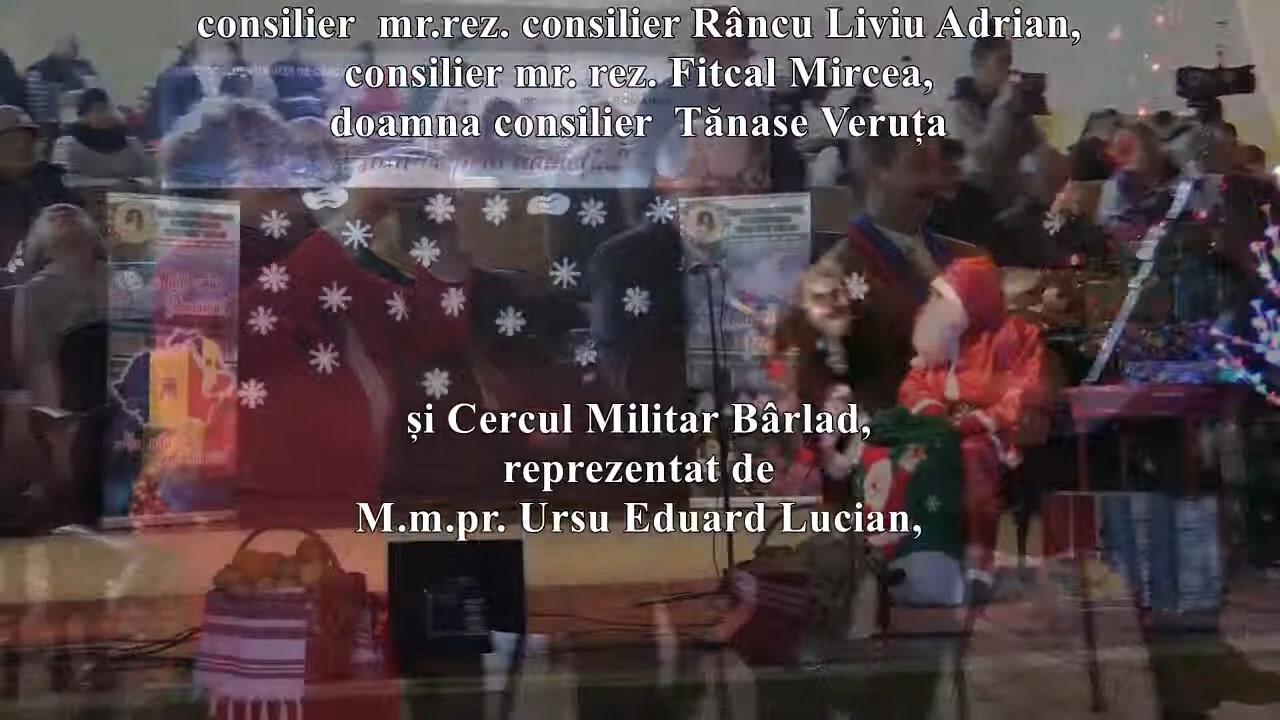 consilier mr.rez. consilier Râncu Liviu Adrian,
consilier mr. rez. Fitcal Mircea,
doamna consilier Tănase Veruța
și Cercul Militar Bârlad,
reprezentat de
M.m.pr. Ursu Eduard Lucian,